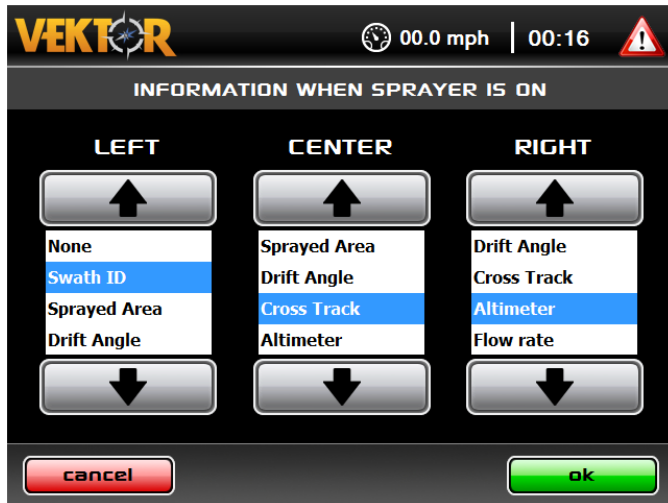 VEKTOR
00.0 mph
00:16
INFORMATION WHEN SPRAYER IS ON
LEFT
None
Swath ID
Sprayed Area
Drift Angle
CENTER
Sprayed Area
Drift Angle
Cross Track
Altimeter
RIGHT
Drift Angle
Cross Track
Altimeter
Flow rate
cancel
ok